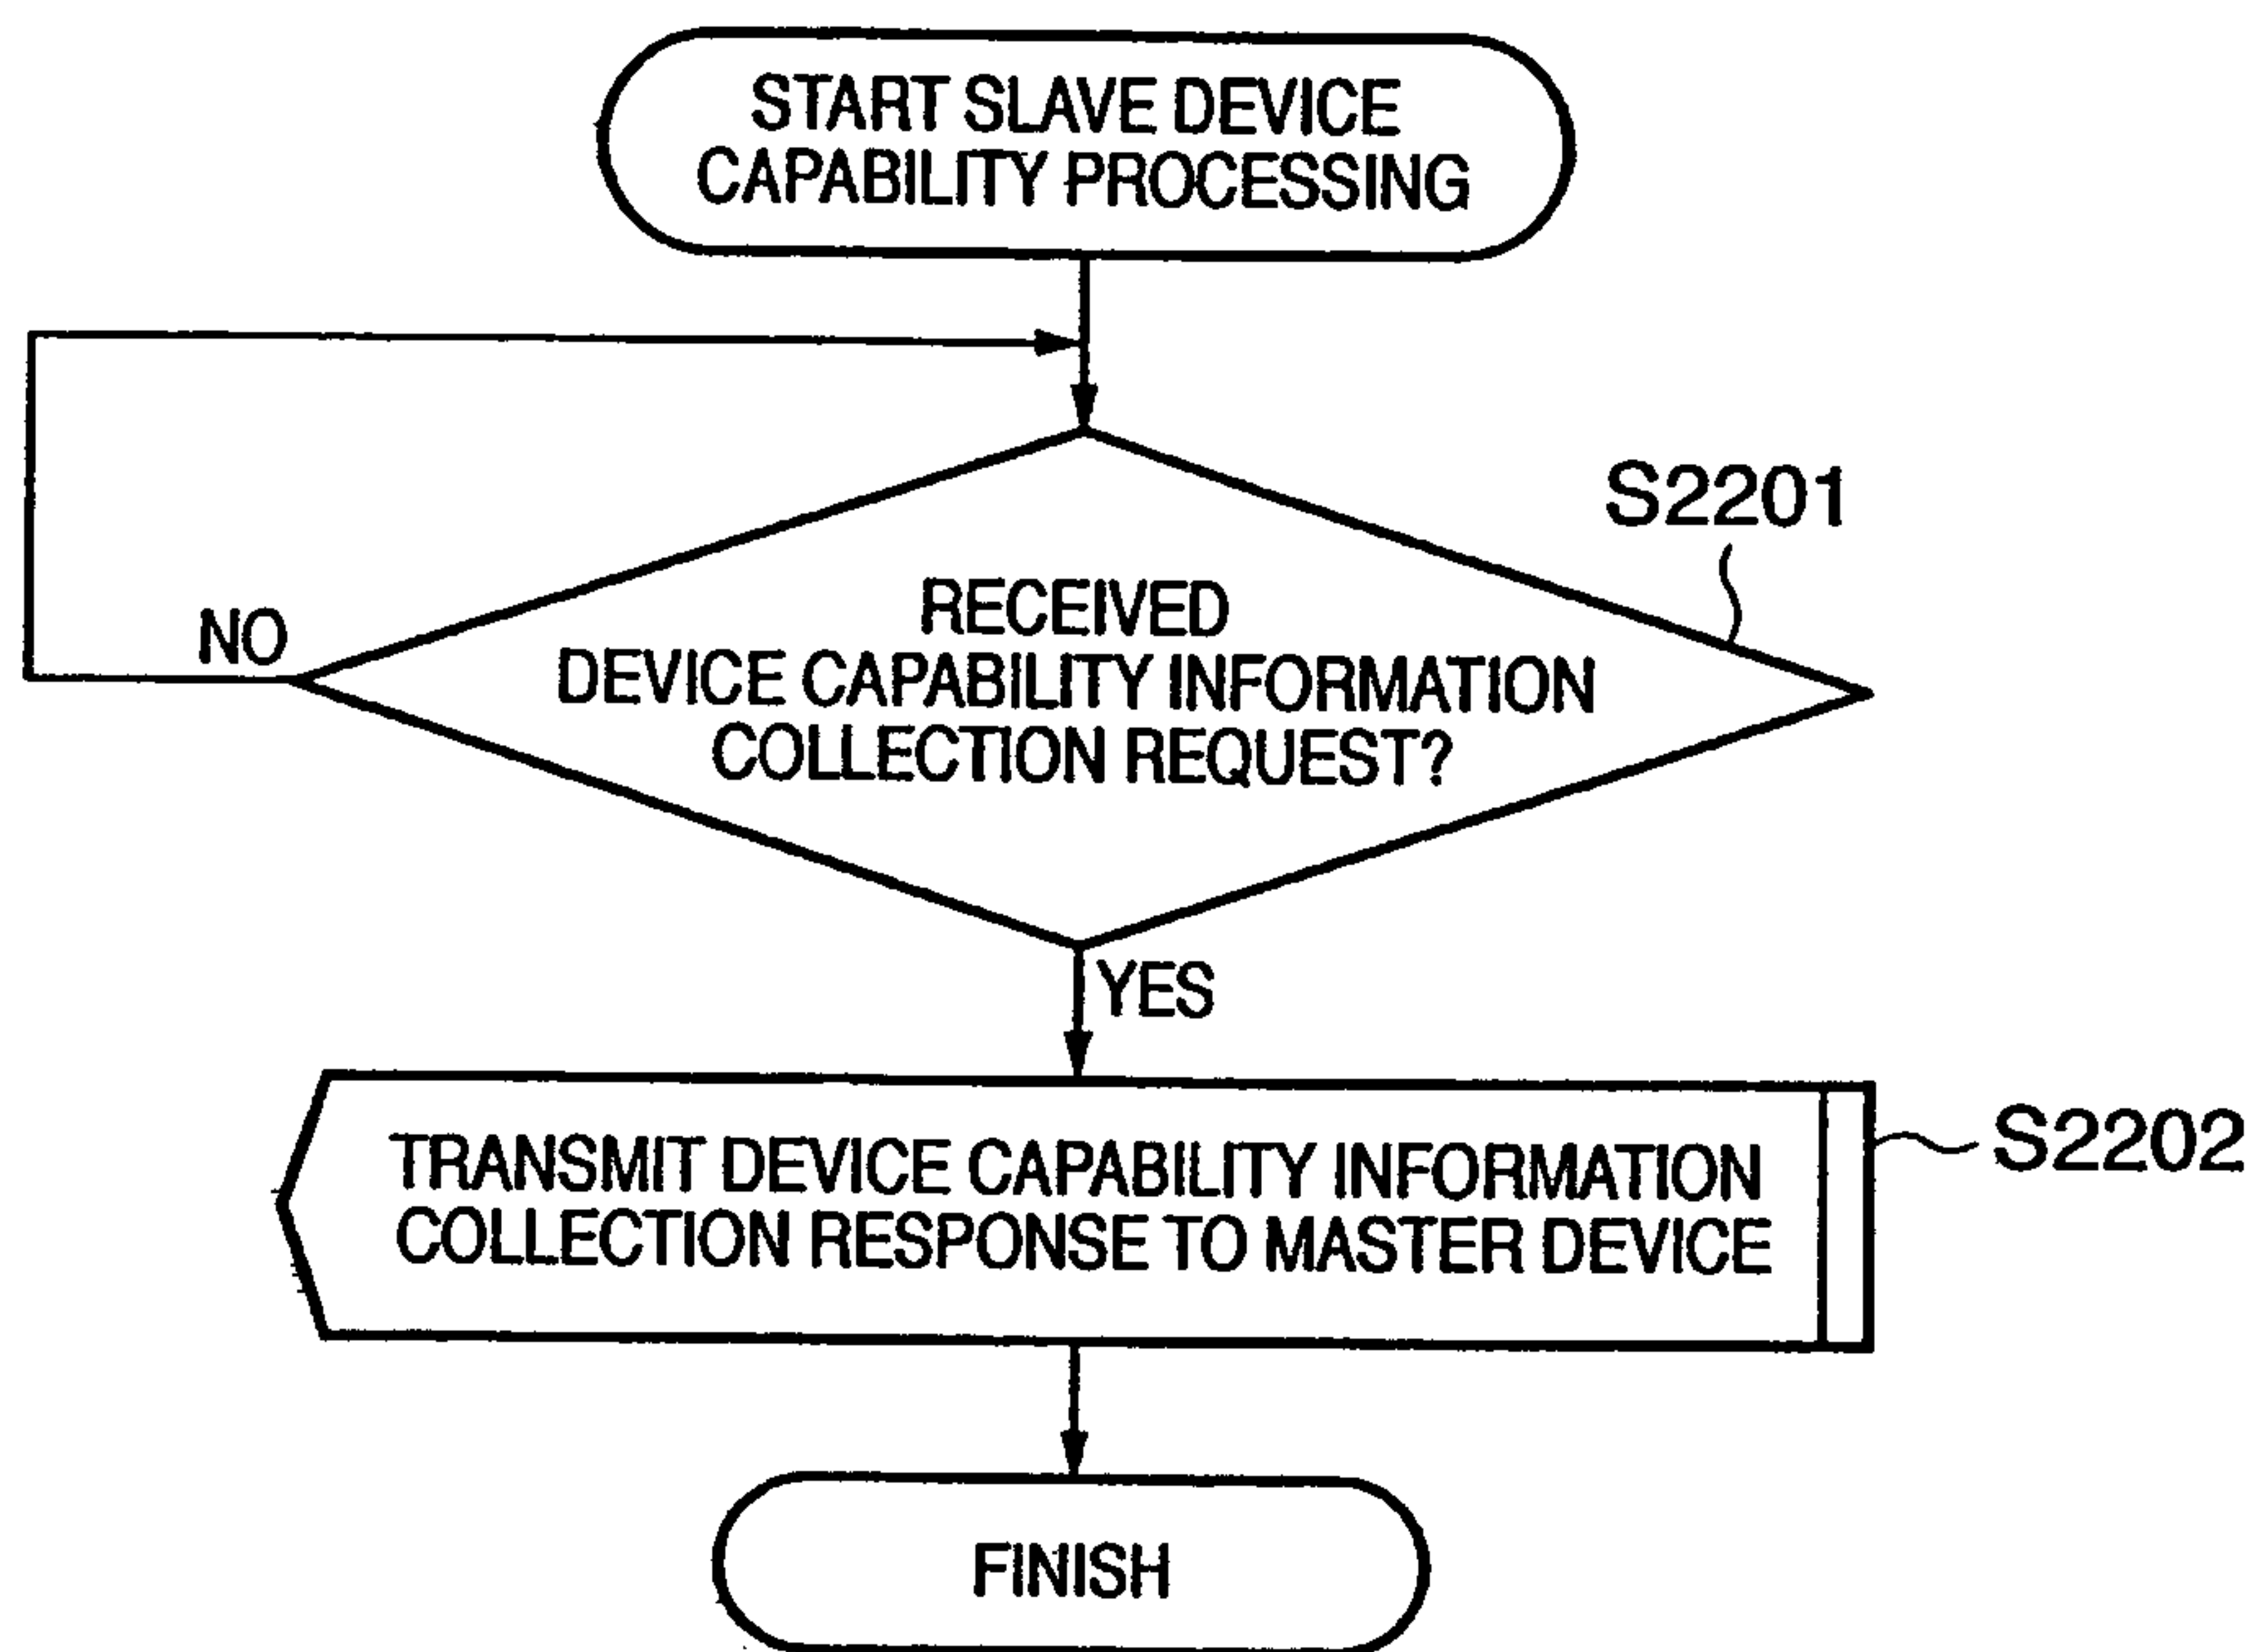 START SLAVE DEVICE
CAPABILITY PROCESSING
S2201
NO
RECEIVED
DEVICE CAPABILITY INFORMATION
COLLECTION REQUEST?
YES
TRANSMIT DEVICE CAPABILITY INFORMATION
COLLECTION RESPONSE TO MASTER DEVICE
S2202
FINISH